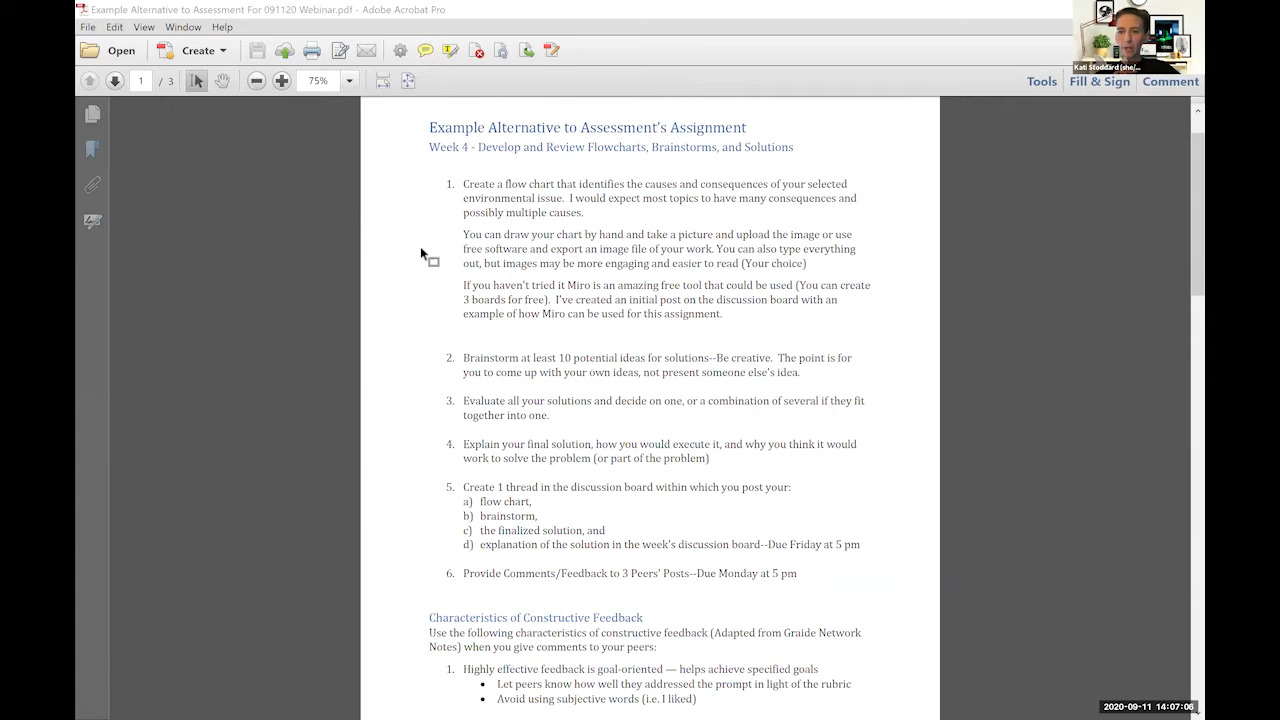 Example Alternative to Assessment For 091120 Webinar.pdf - Adobe Acrobat Pro
File Edit View Window Help
Open Create
1 / 3 75% Tools Fill & Sign Comment
Kati Stoddard (she/...
Example Alternative to Assessment's Assignment
Week 4 - Develop and Review Flowcharts, Brainstorms, and Solutions
1. Create a flow chart that identifies the causes and consequences of your selected
environmental issue. I would expect most topics to have many consequences and
possibly multiple causes.
You can draw your chart by hand and take a picture and upload the image or use
free software and export an image file of your work. You can also type everything
out, but images may be more engaging and easier to read (Your choice)
If you haven't tried it Miro is an amazing free tool that could be used (You can create
3 boards for free). I've created an initial post on the discussion board with an
example of how Miro can be used for this assignment.
2. Brainstorm at least 10 potential ideas for solutions--Be creative. The point is for
you to come up with your own ideas, not present someone else's idea.
3. Evaluate all your solutions and decide on one, or a combination of several if they fit
together into one.
4. Explain your final solution, how you would execute it, and why you think it would
work to solve the problem (or part of the problem)
5. Create 1 thread in the discussion board within which you post your:
a) flow chart,
b) brainstorm,
c) the finalized solution, and
d) explanation of the solution in the week's discussion board--Due Friday at 5 pm
6. Provide Comments/Feedback to 3 Peers' Posts--Due Monday at 5 pm
Characteristics of Constructive Feedback
Use the following characteristics of constructive feedback (Adapted from Graide Network
Notes) when you give comments to your peers:
1. Highly effective feedback is goal-oriented — helps achieve specified goals
• Let peers know how well they addressed the prompt in light of the rubric
• Avoid using subjective words (i.e. I liked)
2020-09-11 14:07:06